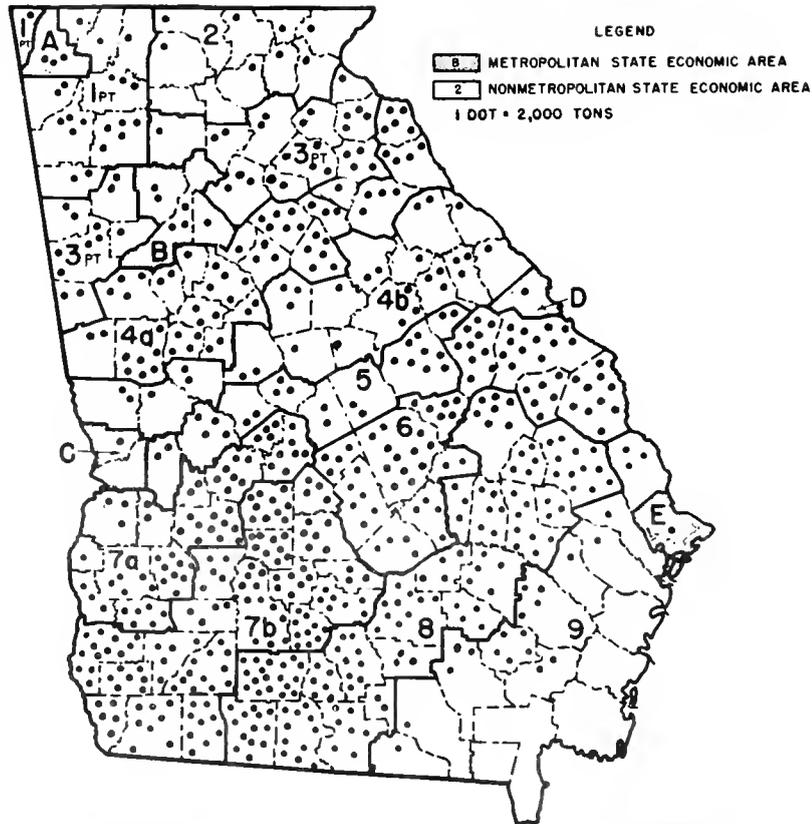 LEGEND
B METROPOLITAN STATE ECONOMIC AREA
2 NONMETROPOLITAN STATE ECONOMIC AREA
1 DOT = 2,000 TONS
1 PT
A
2
1 PT
3 PT
3 PT
B
D
4b
4a
5
C
6
E
7a
7b
8
9